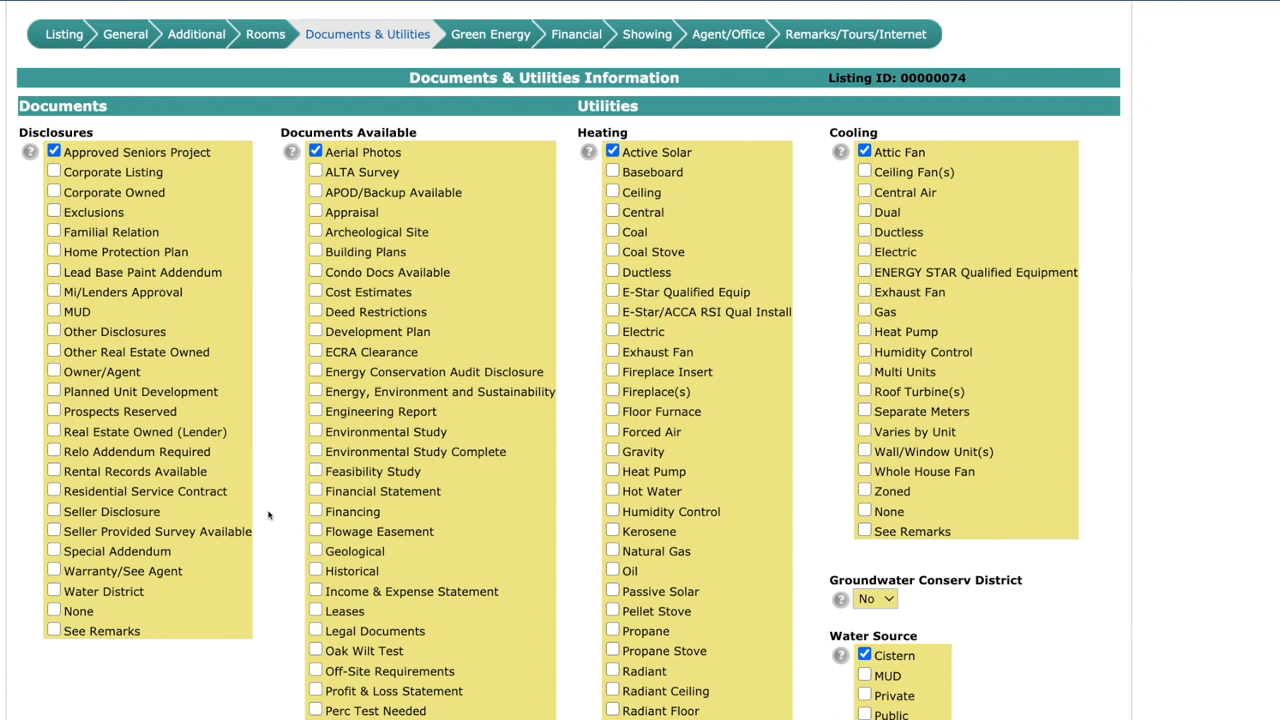 Listing General Additional Rooms Documents & Utilities Green Energy Financial Showing Agent/Office Remarks/Tours/Internet
Documents & Utilities Information Listing ID: 00000074
Documents Utilities
Disclosures
Approved Seniors Project
Corporate Listing
Corporate Owned
Exclusions
Familial Relation
Home Protection Plan
Lead Base Paint Addendum
Mi/Lenders Approval
MUD
Other Disclosures
Other Real Estate Owned
Owner/Agent
Planned Unit Development
Prospects Reserved
Real Estate Owned (Lender)
Relo Addendum Required
Rental Records Available
Residential Service Contract
Seller Disclosure
Seller Provided Survey Available
Special Addendum
Warranty/See Agent
Water District
None
See Remarks
Documents Available
Aerial Photos
ALTA Survey
APOD/Backup Available
Appraisal
Archeological Site
Building Plans
Condo Docs Available
Cost Estimates
Deed Restrictions
Development Plan
ECRA Clearance
Energy Conservation Audit Disclosure
Energy, Environment and Sustainability
Engineering Report
Environmental Study
Environmental Study Complete
Feasibility Study
Financial Statement
Financing
Flowage Easement
Geological
Historical
Income & Expense Statement
Leases
Legal Documents
Oak Wilt Test
Off-Site Requirements
Profit & Loss Statement
Perc Test Needed
Heating
Active Solar
Baseboard
Ceiling
Central
Coal
Coal Stove
Ductless
E-Star Qualified Equip
E-Star/ACCA RSI Qual Install
Electric
Exhaust Fan
Fireplace Insert
Fireplace(s)
Floor Furnace
Forced Air
Gravity
Heat Pump
Hot Water
Humidity Control
Kerosene
Natural Gas
Oil
Passive Solar
Pellet Stove
Propane
Propane Stove
Radiant
Radiant Ceiling
Radiant Floor
Cooling
Attic Fan
Ceiling Fan(s)
Central Air
Dual
Ductless
Electric
ENERGY STAR Qualified Equipment
Exhaust Fan
Gas
Heat Pump
Humidity Control
Multi Units
Roof Turbine(s)
Separate Meters
Varies by Unit
Wall/Window Unit(s)
Whole House Fan
Zoned
None
See Remarks
Groundwater Conserv District
No
Water Source
Cistern
MUD
Private
Public